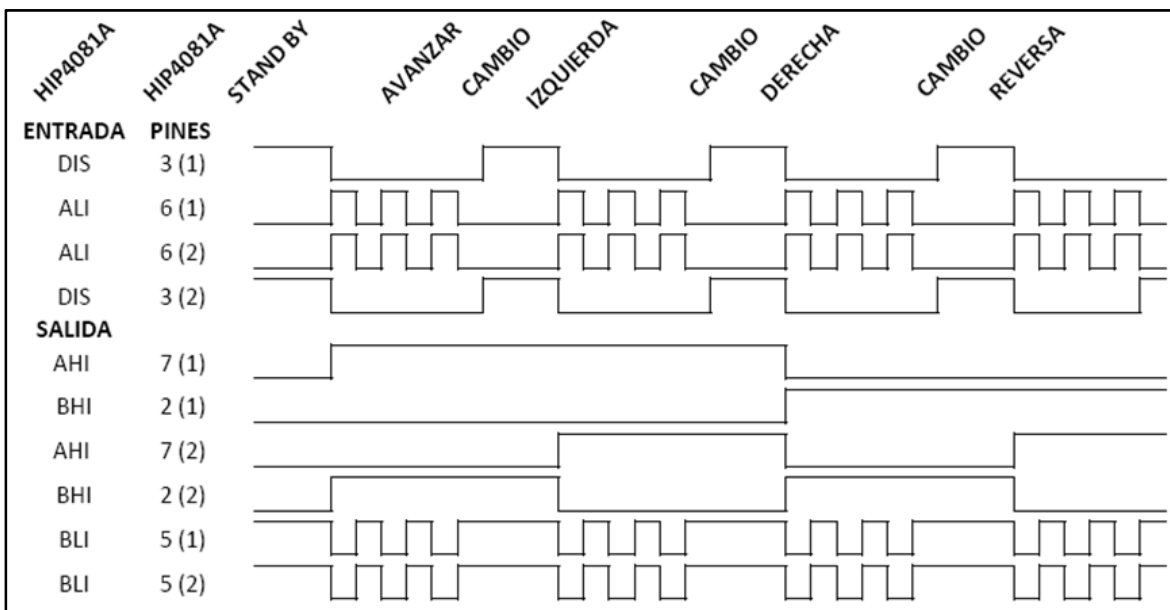 HIP4081A HIP4081A STAND BY AVANZAR CAMBIO IZQUIERDA CAMBIO DERECHA CAMBIO REVERSA
ENTRADA PINES
DIS 3 (1)
ALI 6 (1)
ALI 6 (2)
DIS 3 (2)
SALIDA
AHI 7 (1)
BHI 2 (1)
AHI 7 (2)
BHI 2 (2)
BLI 5 (1)
BLI 5 (2)